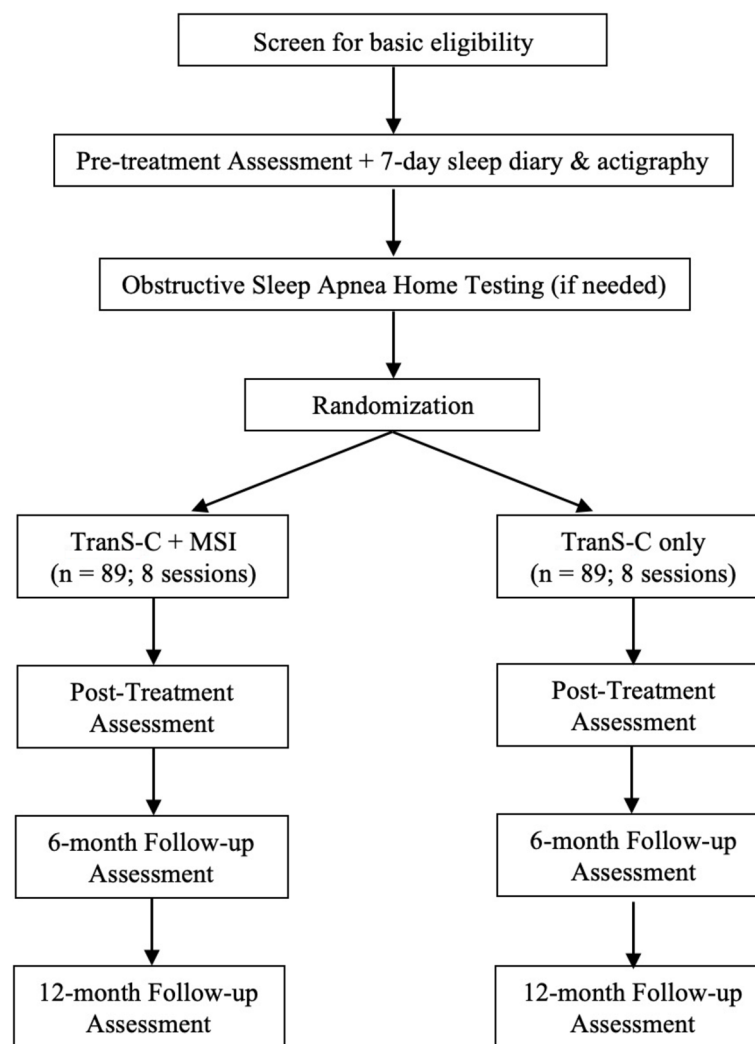 Screen for basic eligibility
Pre-treatment Assessment + 7-day sleep diary & actigraphy
Obstructive Sleep Apnea Home Testing (if needed)
Randomization
TranS-C + MSI
(n = 89; 8 sessions)
TranS-C only
(n = 89; 8 sessions)
Post-Treatment
Assessment
Post-Treatment
Assessment
6-month Follow-up
Assessment
6-month Follow-up
Assessment
12-month Follow-up
Assessment
12-month Follow-up
Assessment